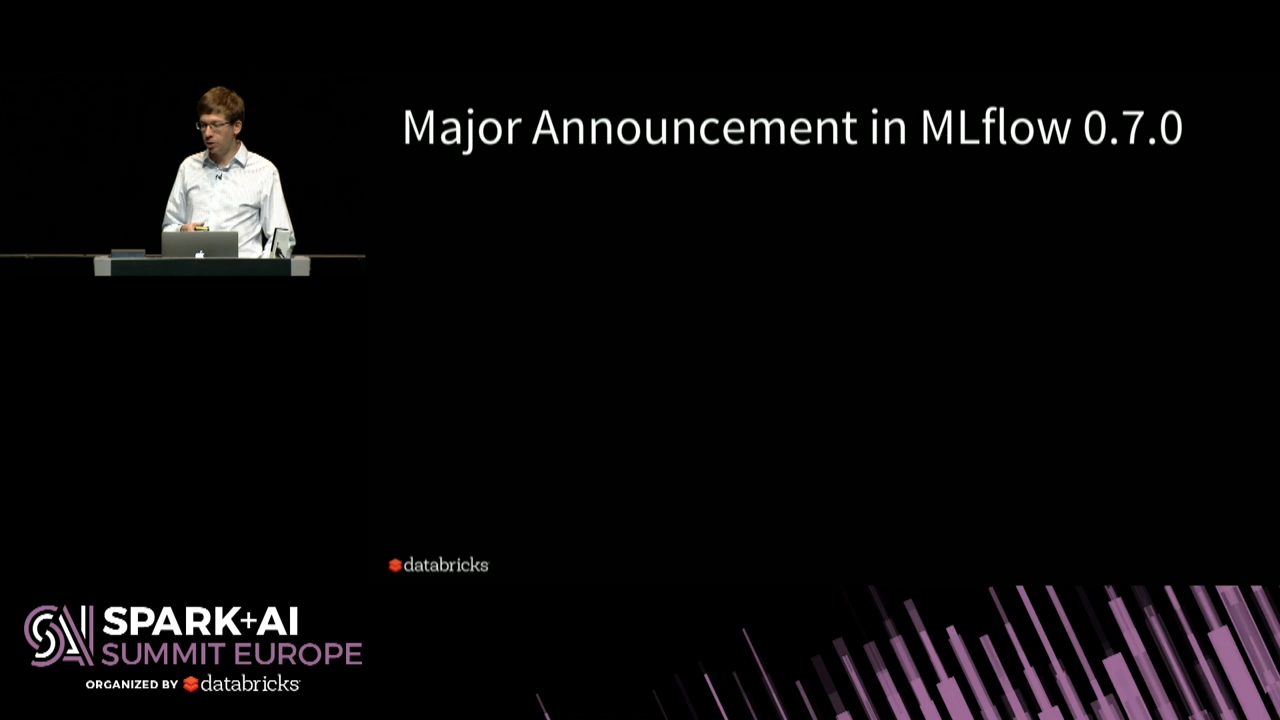 Major Announcement in MLflow 0.7.0
databricks
SPARK+AI
SUMMIT EUROPE
ORGANIZED BY databricks